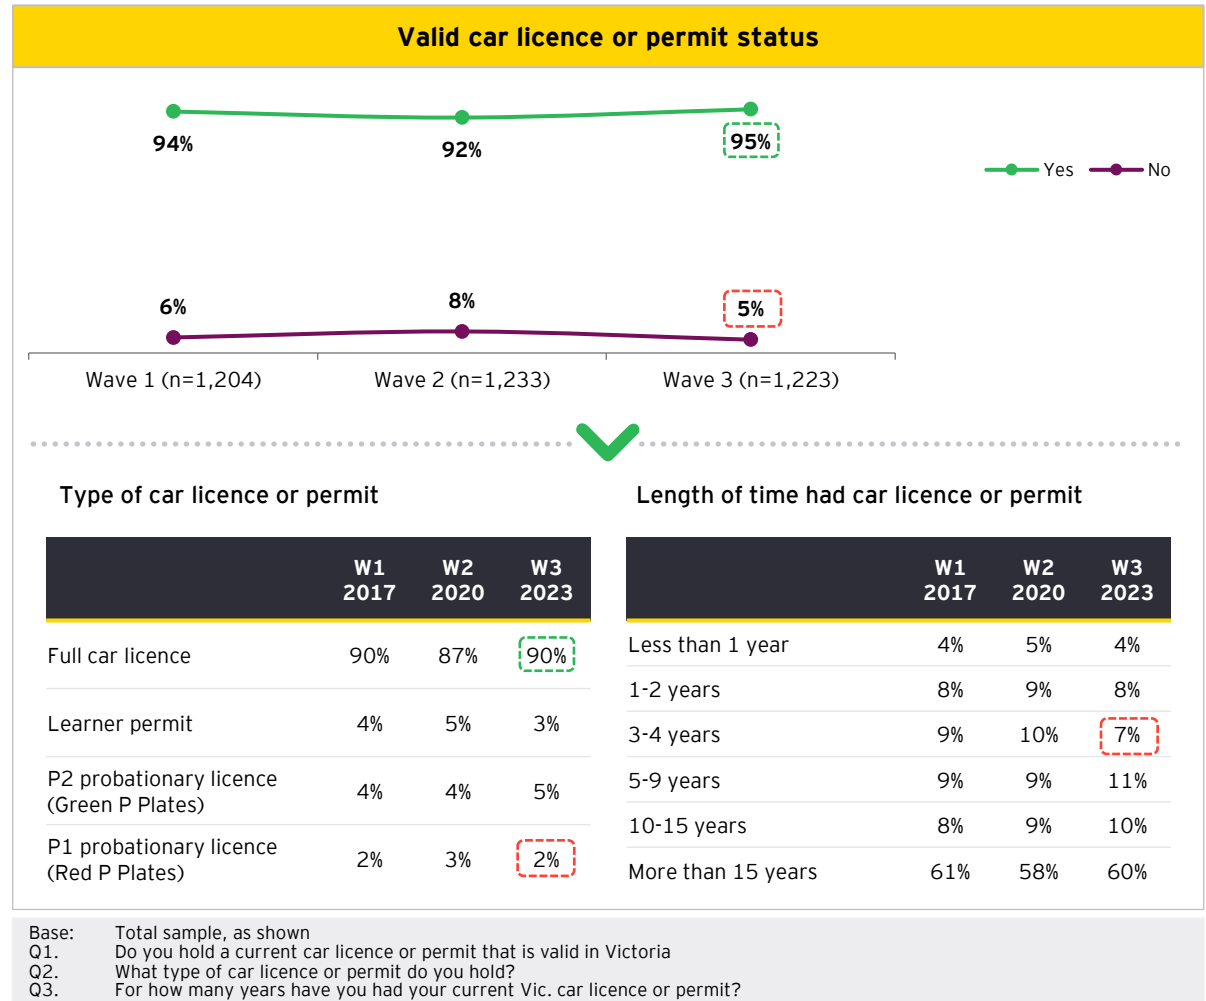 Valid car licence or permit status
94%
92%
95%
Yes
No
6%
8%
5%
Wave 1 (n=1,204)
Wave 2 (n=1,233)
Wave 3 (n=1,223)
Type of car licence or permit
W1 2017 W2 2020 W3 2023
Full car licence 90% 87% 90%
Learner permit 4% 5% 3%
P2 probationary licence
(Green P Plates) 4% 4% 5%
P1 probationary licence
(Red P Plates) 2% 3% 2%
Length of time had car licence or permit
W1 2017 W2 2020 W3 2023
Less than 1 year 4% 5% 4%
1-2 years 8% 9% 8%
3-4 years 9% 10% 7%
5-9 years 9% 9% 11%
10-15 years 8% 9% 10%
More than 15 years 61% 58% 60%
Base: Total sample, as shown
Q1. Do you hold a current car licence or permit that is valid in Victoria
Q2. What type of car licence or permit do you hold?
Q3. For how many years have you had your current Vic. car licence or permit?